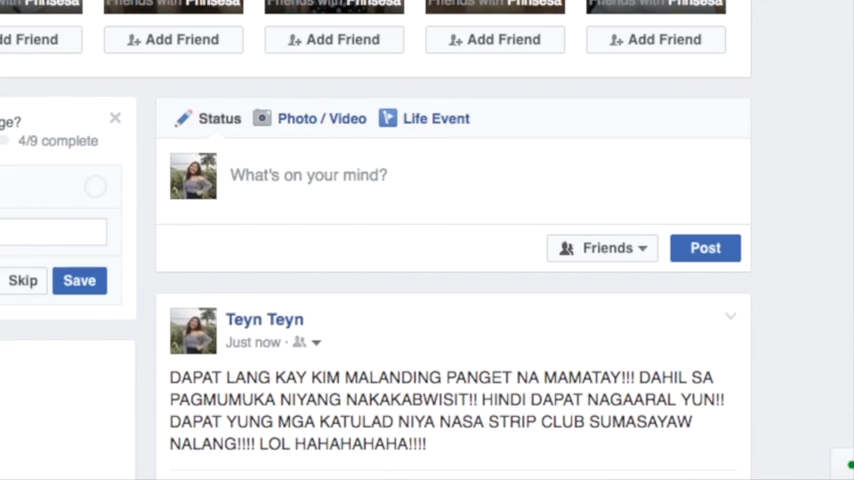 Friends with Prinsesa Friends with Prinsesa Friends with Prinsesa Friends with Prinsesa
dd Friend Add Friend Add Friend Add Friend Add Friend
ge?
4/9 complete
Status Photo / Video Life Event
What's on your mind?
Friends Post
Skip Save
Teyn Teyn
Just now ·
DAPAT LANG KAY KIM MALANDING PANGET NA MAMATAY!!! DAHIL SA
PAGMUMUKA NIYANG NAKAKABWISIT!! HINDI DAPAT NAGAARAL YUN!!
DAPAT YUNG MGA KATULAD NIYA NASA STRIP CLUB SUMASAYAW
NALANG!!!! LOL HAHAHAHAHA!!!!